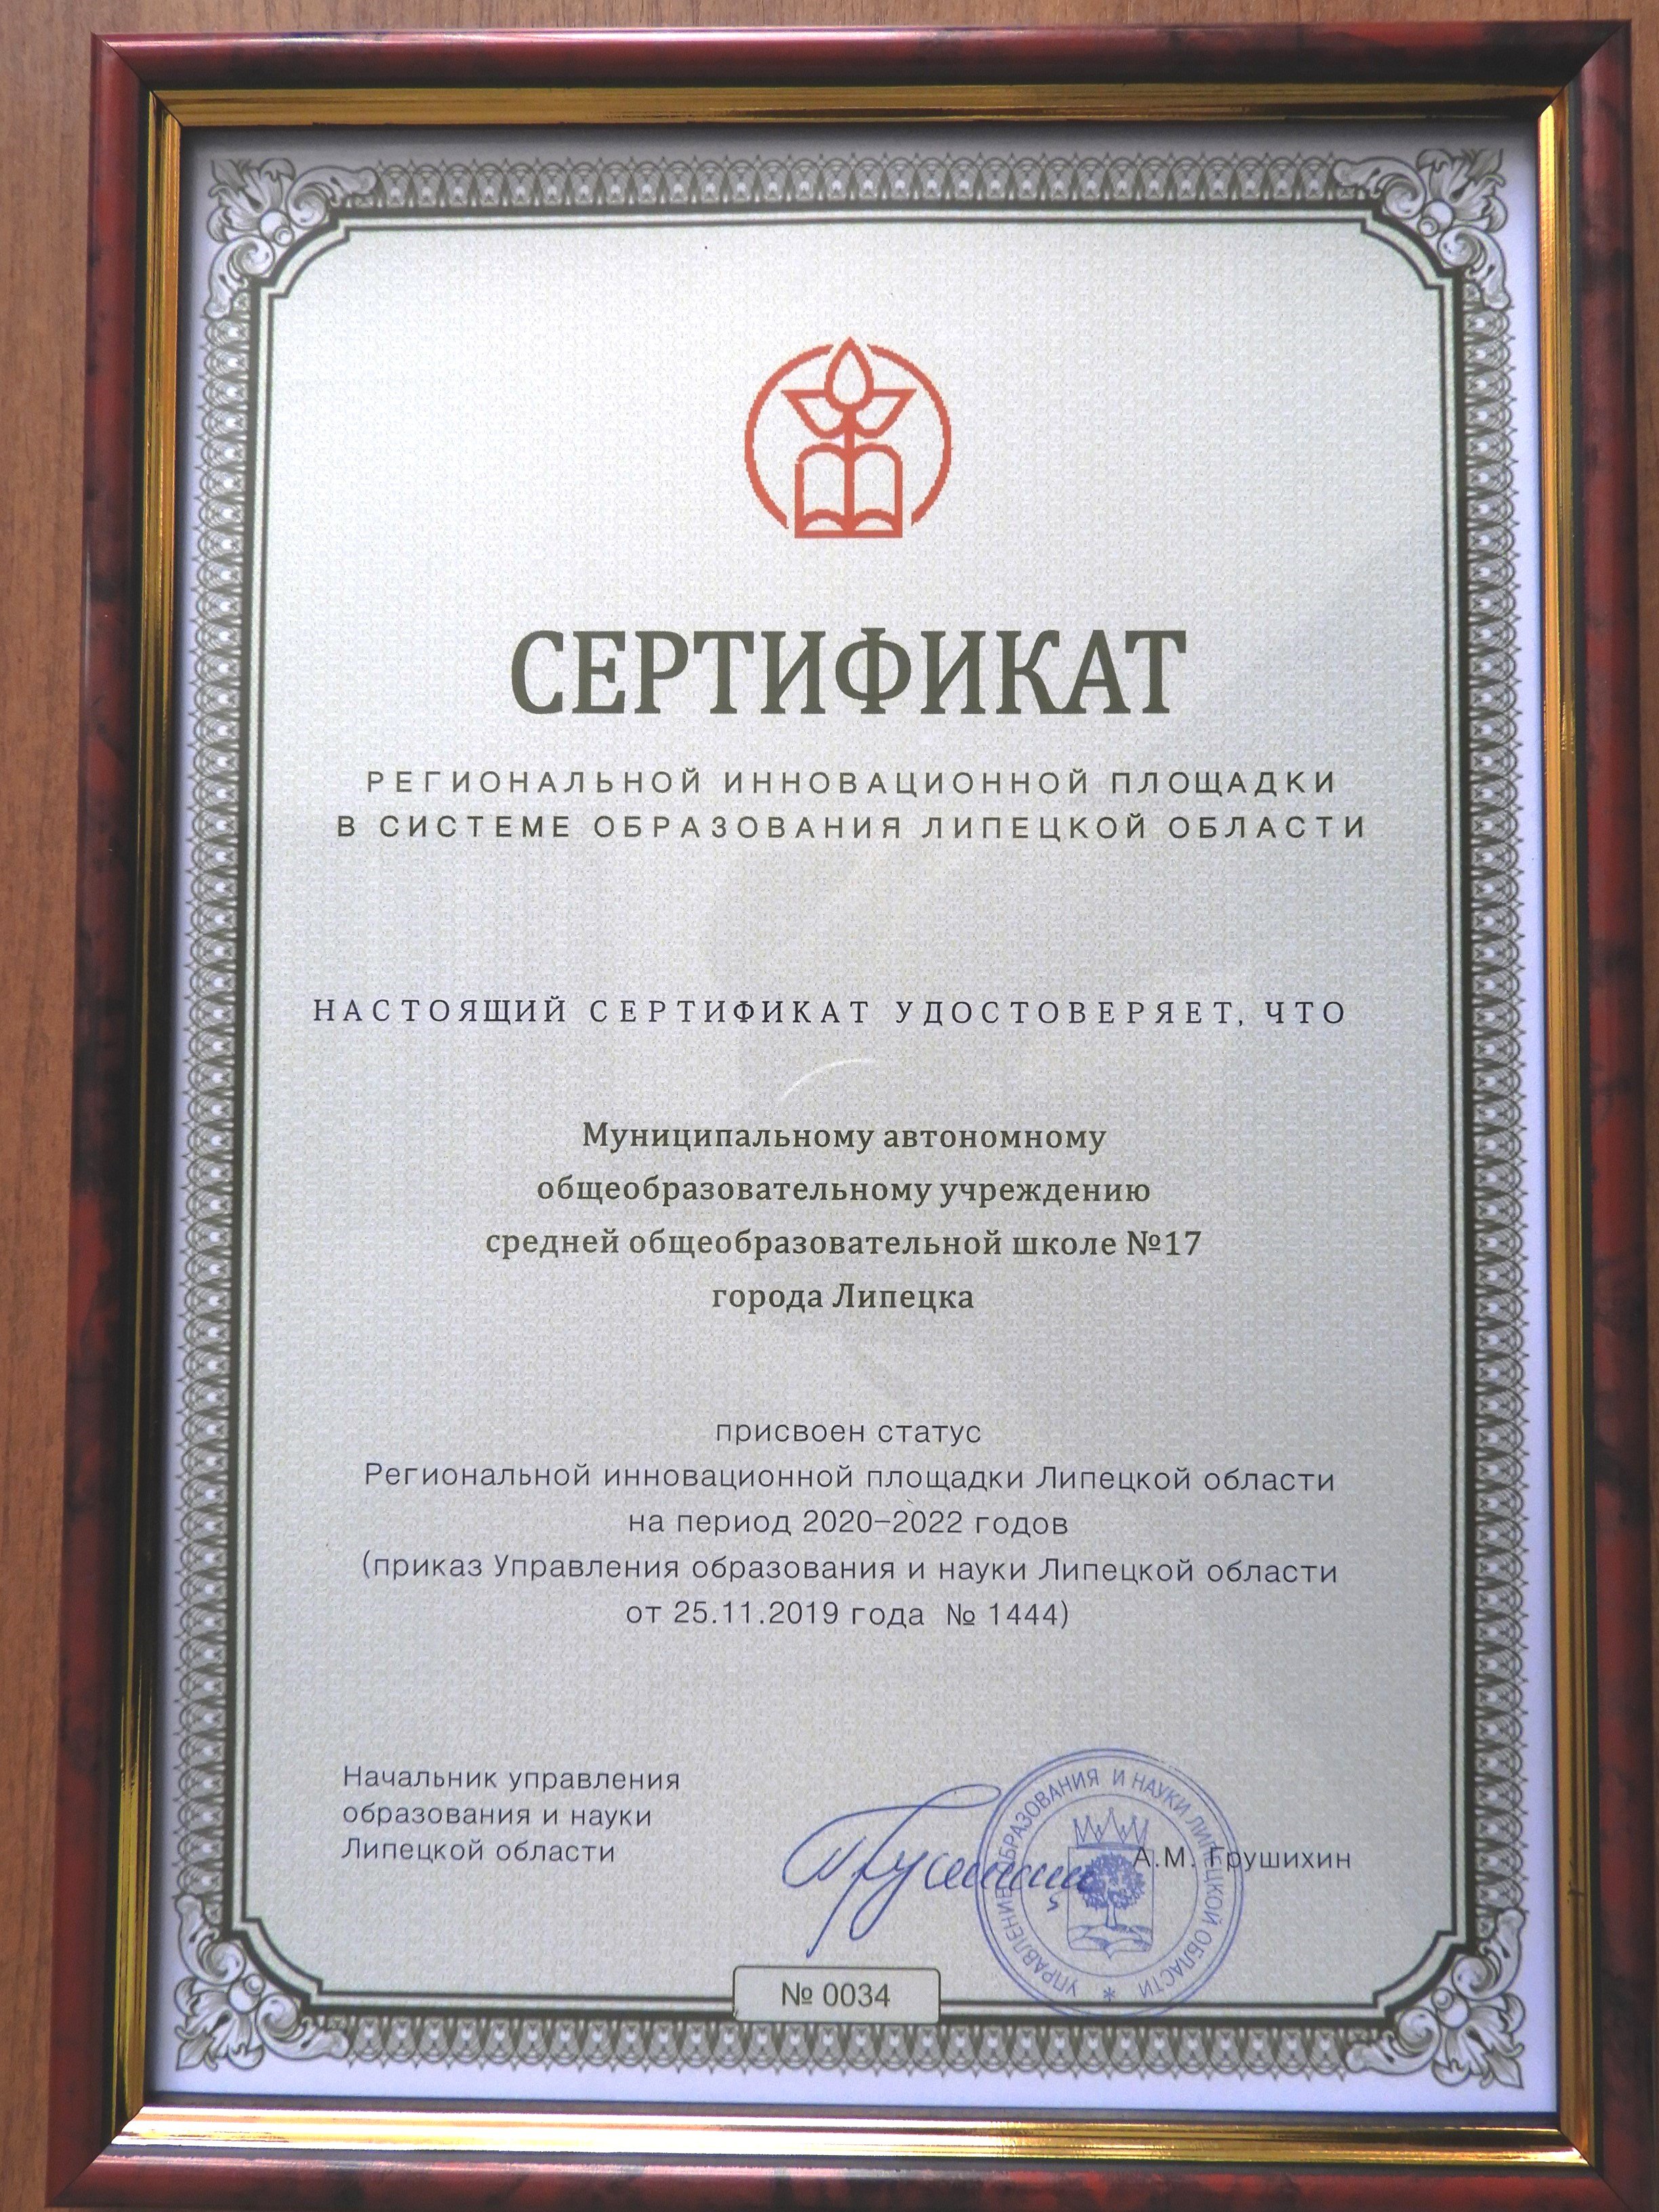 СЕРТИФИКАТ
РЕГИОНАЛЬНОЙ ИННОВАЦИОННОЙ ПЛОЩАДКИ
В СИСТЕМЕ ОБРАЗОВАНИЯ ЛИПЕЦКОЙ ОБЛАСТИ
НАСТОЯЩИЙ СЕРТИФИКАТ УДОСТОВЕРЯЕТ, ЧТО
Муниципальному автономному
общеобразовательному учреждению
средней общеобразовательной школе №17
города Липецка
присвоен статус
Региональной инновационной площадки Липецкой области
на период 2020–2022 годов
(приказ Управления образования и науки Липецкой области
от 25.11.2019 года № 1444)
Начальник управления
образования и науки
Липецкой области
А.М. Грушихин
УПРАВЛЕНИЕ ОБРАЗОВАНИЯ И НАУКИ ЛИПЕЦКОЙ ОБЛАСТИ *
№ 0034